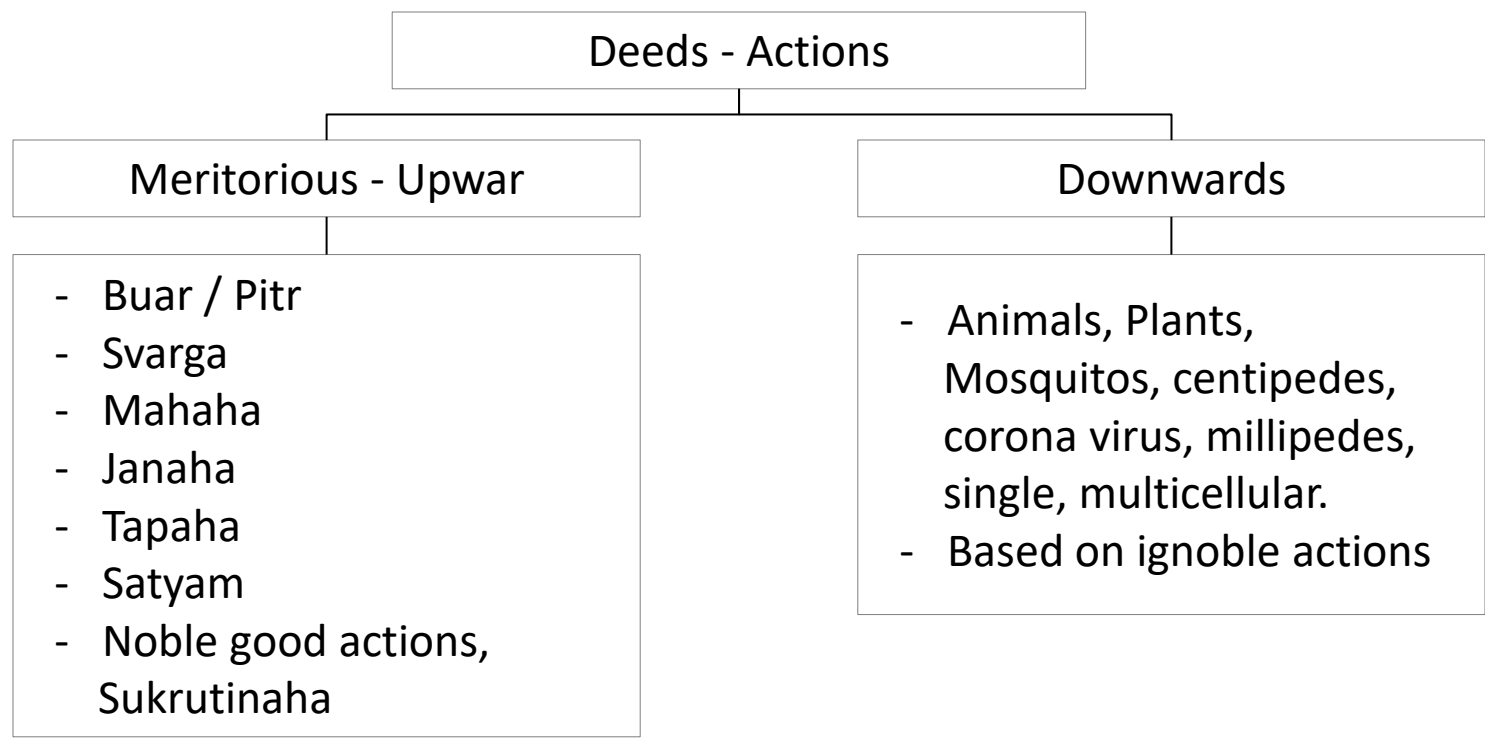 Deeds - Actions
Meritorious - Upwar
- Buar / Pitr
- Svarga
- Mahaha
- Janaha
- Tapaha
- Satyam
- Noble good actions,
Sukrutinaha
Downwards
- Animals, Plants,
Mosquitos, centipedes,
corona virus, millipedes,
single, multicellular.
- Based on ignoble actions